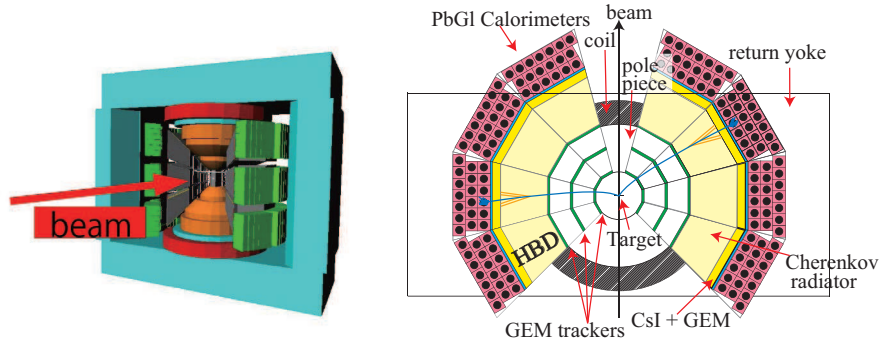 beam
PbGl Calorimeters
beam
coil
return yoke
pole
piece
HBD
Target
Cherenkov
radiator
GEM trackers
CsI + GEM